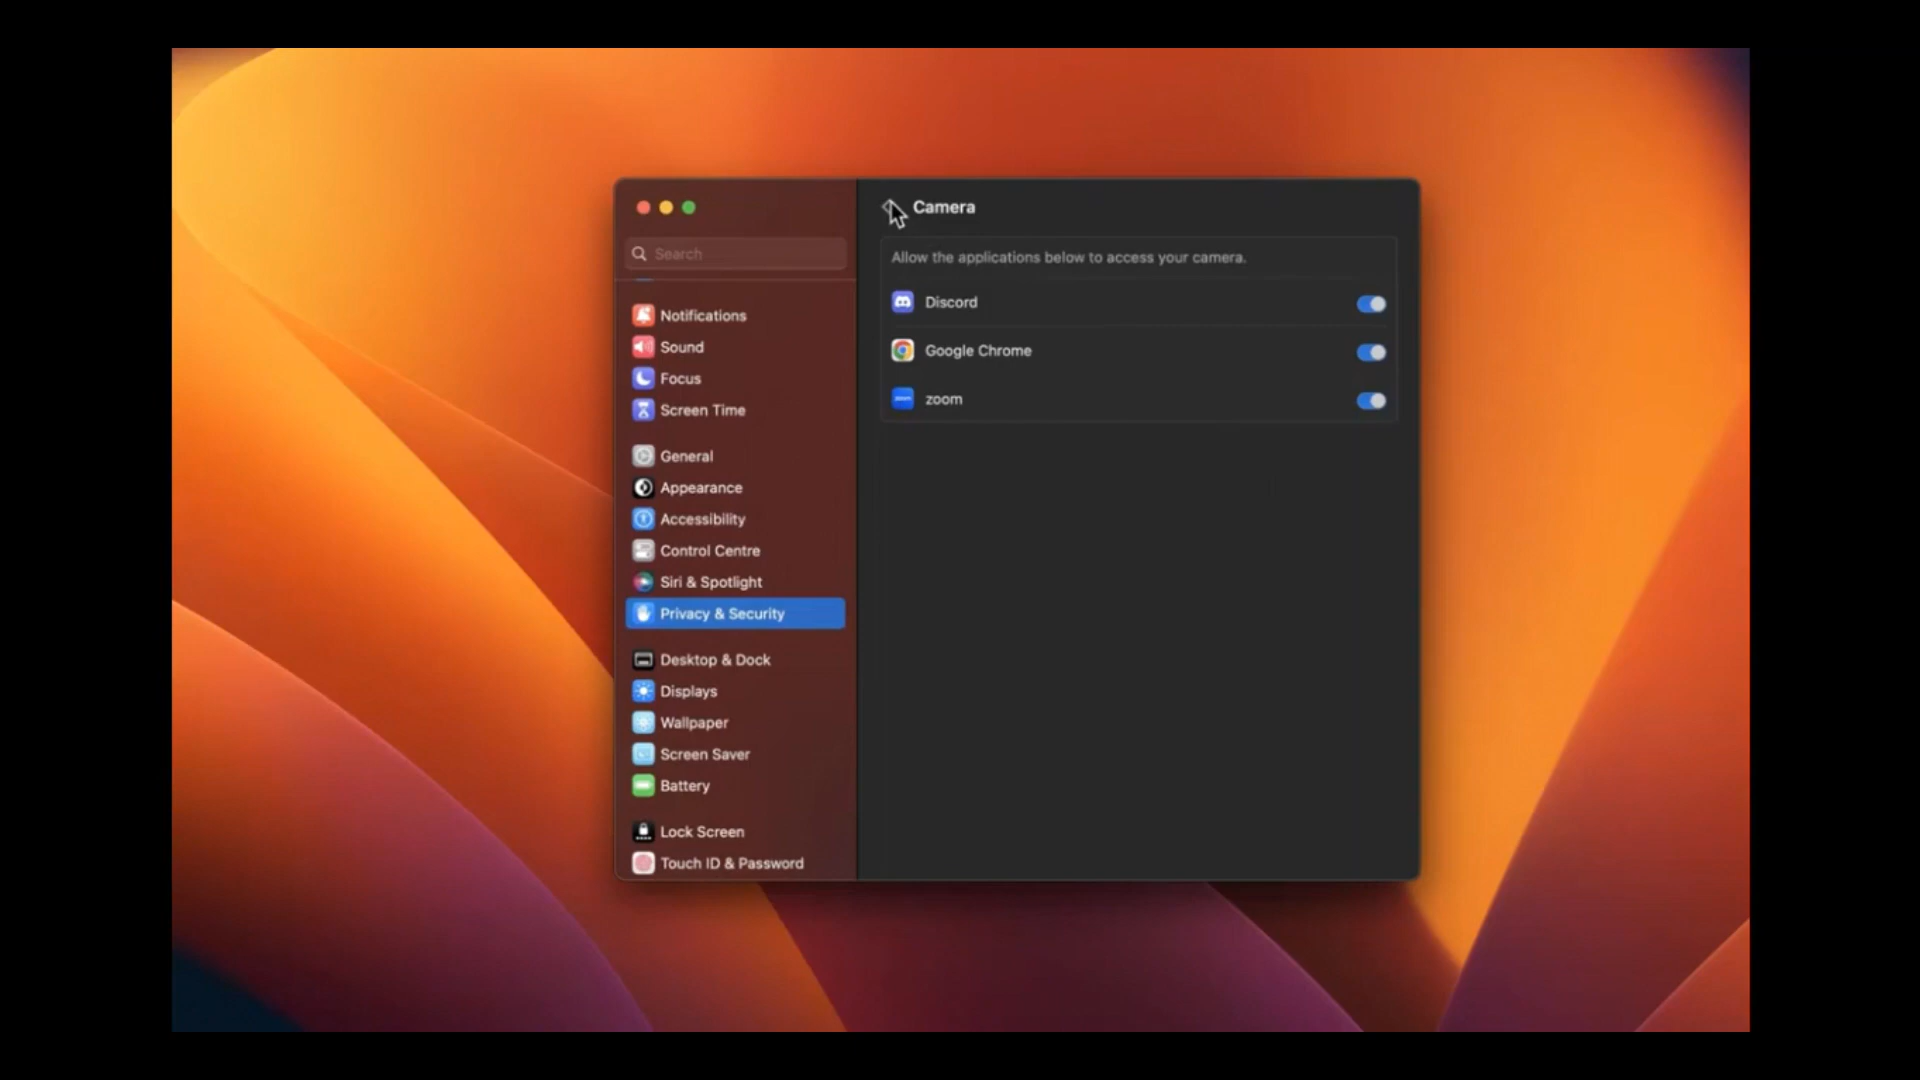 Camera
Search
Allow the applications below to access your camera.
Discord
Google Chrome
zoom
Notifications
Sound
Focus
Screen Time
General
Appearance
Accessibility
Control Centre
Siri & Spotlight
Privacy & Security
Desktop & Dock
Displays
Wallpaper
Screen Saver
Battery
Lock Screen
Touch ID & Password